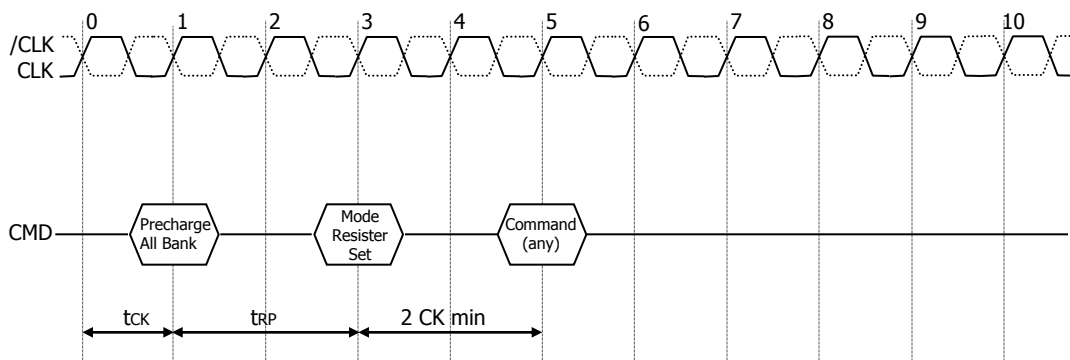 0 1 2 3 4 5 6 7 8 9 10
/CLK
CLK
CMD
Precharge
All Bank
Mode
Resister
Set
Command
(any)
tCK
tRP
2 CK min